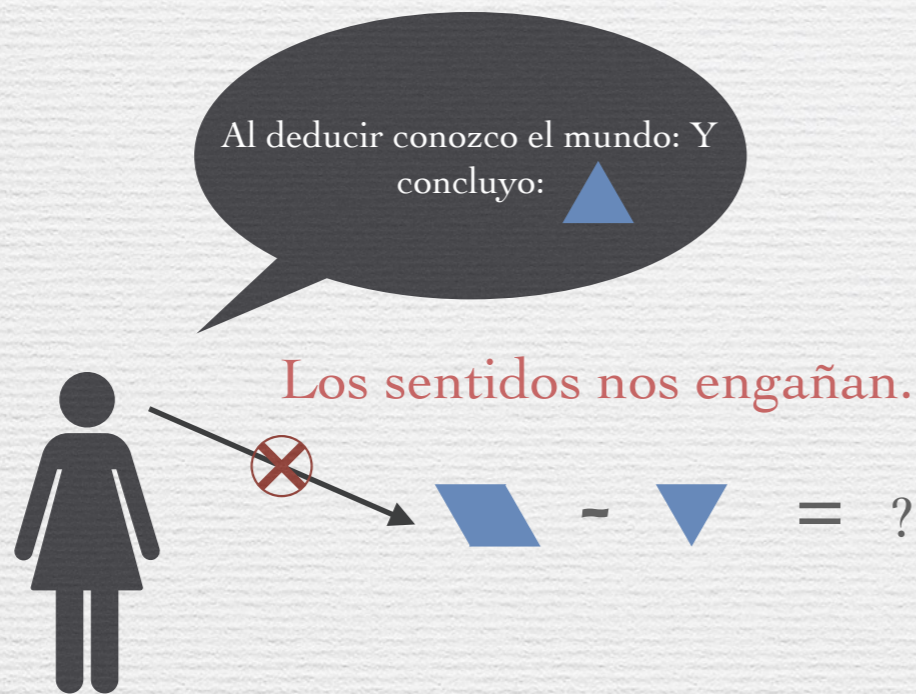 Al deducir conozco el mundo: Y
concluyo:
Los sentidos nos engañan.
- = ?